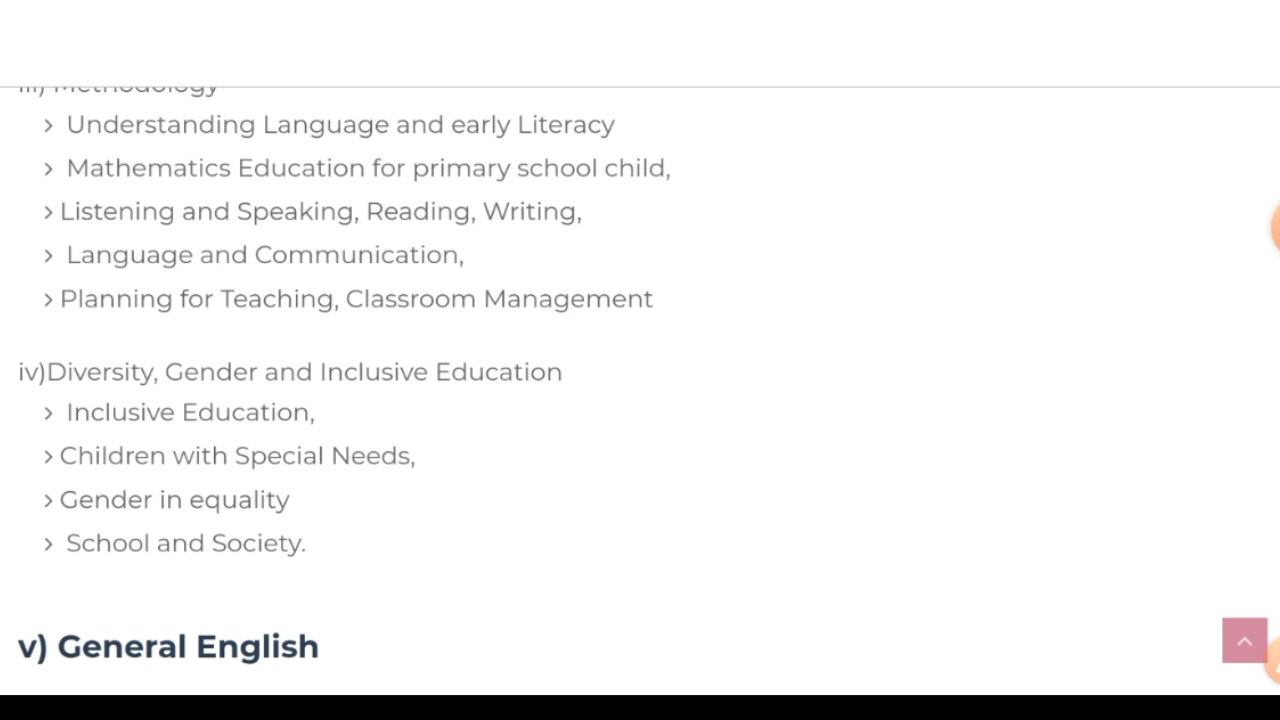 iii) Methodology
› Understanding Language and early Literacy
› Mathematics Education for primary school child,
› Listening and Speaking, Reading, Writing,
› Language and Communication,
› Planning for Teaching, Classroom Management
iv)Diversity, Gender and Inclusive Education
› Inclusive Education,
› Children with Special Needs,
› Gender in equality
› School and Society.
v) General English